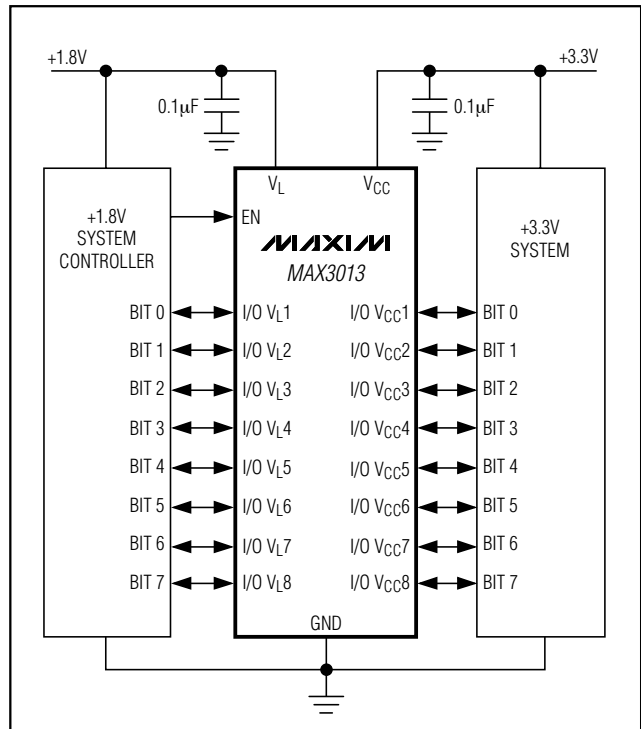 +1.8V +3.3V
0.1μF 0.1μF
VL VCC
+1.8V
SYSTEM
CONTROLLER
EN
MAXIM
MAX3013
+3.3V
SYSTEM
BIT 0 I/O VL1 I/O VCC1 BIT 0
BIT 1 I/O VL2 I/O VCC2 BIT 1
BIT 2 I/O VL3 I/O VCC3 BIT 2
BIT 3 I/O VL4 I/O VCC4 BIT 3
BIT 4 I/O VL5 I/O VCC5 BIT 4
BIT 5 I/O VL6 I/O VCC6 BIT 5
BIT 6 I/O VL7 I/O VCC7 BIT 6
BIT 7 I/O VL8 I/O VCC8 BIT 7
GND